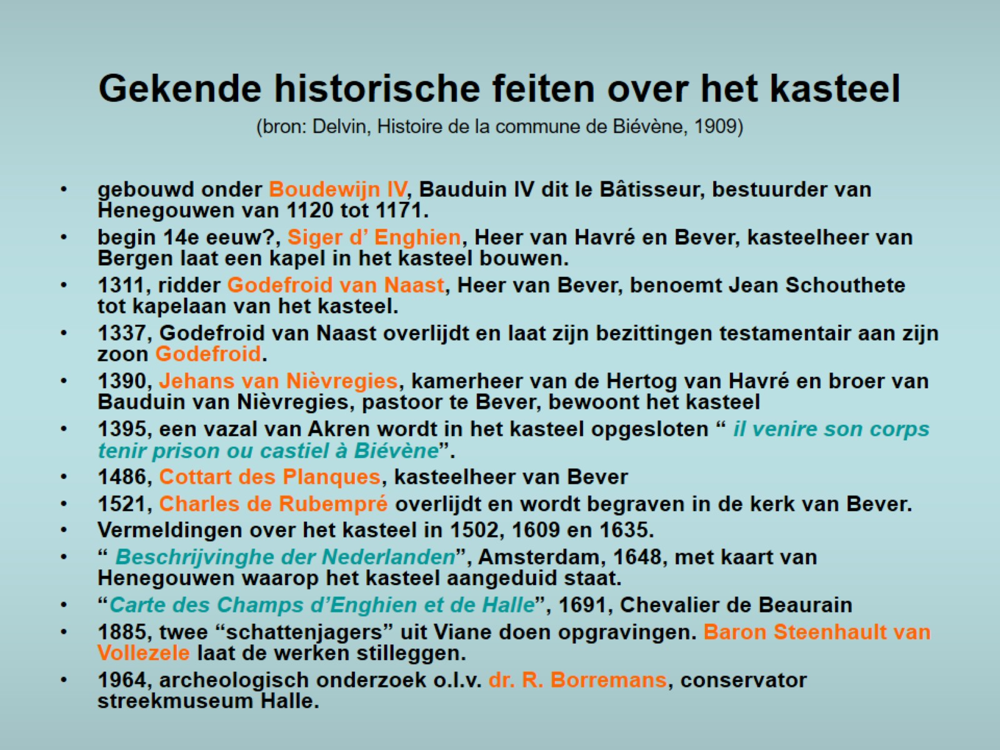 Gekende historische feiten over het kasteel
(bron: Delvin, Histoire de la commune de Biévène, 1909)
• gebouwd onder Boudewijn IV, Bauduin IV dit le Bâtisseur, bestuurder van
Henegouwen van 1120 tot 1171.
• begin 14e eeuw?, Siger d’ Enghien, Heer van Havré en Bever, kasteelheer van
Bergen laat een kapel in het kasteel bouwen.
• 1311, ridder Godefroid van Naast, Heer van Bever, benoemt Jean Schouthete
tot kapelaan van het kasteel.
• 1337, Godefroid van Naast overlijdt en laat zijn bezittingen testamentair aan zijn
zoon Godefroid.
• 1390, Jehans van Nièvregies, kamerheer van de Hertog van Havré en broer van
Bauduin van Nièvregies, pastoor te Bever, bewoont het kasteel
• 1395, een vazal van Akren wordt in het kasteel opgesloten “ il venire son corps
tenir prison ou castiel à Biévène”.
• 1486, Cottart des Planques, kasteelheer van Bever
• 1521, Charles de Rubempré overlijdt en wordt begraven in de kerk van Bever.
• Vermeldingen over het kasteel in 1502, 1609 en 1635.
• “ Beschrijvinghe der Nederlanden”, Amsterdam, 1648, met kaart van
Henegouwen waarop het kasteel aangeduid staat.
• “Carte des Champs d’Enghien et de Halle”, 1691, Chevalier de Beaurain
• 1885, twee “schattenjagers” uit Viane doen opgravingen. Baron Steenhault van
Vollezele laat de werken stilleggen.
• 1964, archeologisch onderzoek o.l.v. dr. R. Borremans, conservator
streekmuseum Halle.